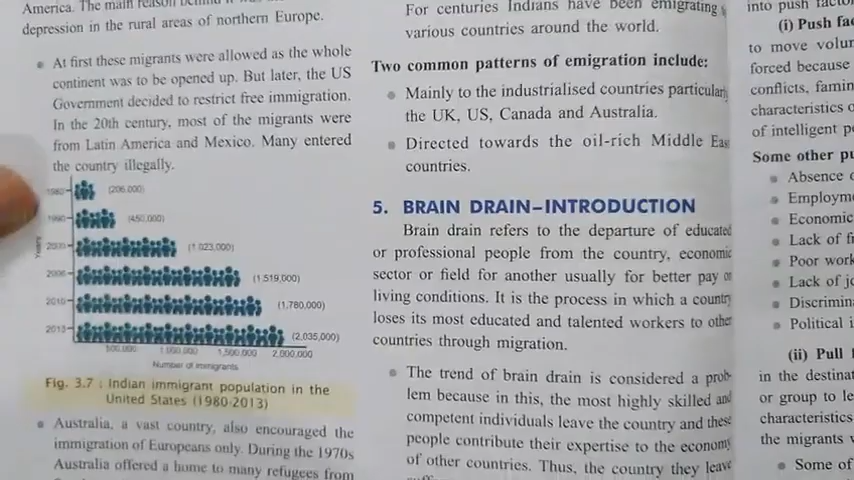 America. The main reason behind it was the
depression in the rural areas of northern Europe.
At first these migrants were allowed as the whole
continent was to be opened up. But later, the US
Government decided to restrict free immigration.
In the 20th century, most of the migrants were
from Latin America and Mexico. Many entered
the country illegally.
Years
1980 (206,000)
1990 (450,000)
2000 (1,023,000)
2006 (1,519,000)
2010 (1,780,000)
2013 (2,035,000)
500,000 1,000,000 1,500,000 2,000,000
Number of immigrants
Fig. 3.7 : Indian immigrant population in the
United States (1980-2013)
Australia, a vast country, also encouraged the
immigration of Europeans only. During the 1970s
Australia offered a home to many refugees from
For centuries Indians have been emigrating
various countries around the world.
Two common patterns of emigration include:
Mainly to the industrialised countries particularly
the UK, US, Canada and Australia.
Directed towards the oil-rich Middle East
countries.
5. BRAIN DRAIN–INTRODUCTION
Brain drain refers to the departure of educated
or professional people from the country, economic
sector or field for another usually for better pay or
living conditions. It is the process in which a country
loses its most educated and talented workers to other
countries through migration.
The trend of brain drain is considered a prob-
lem because in this, the most highly skilled and
competent individuals leave the country and these
people contribute their expertise to the economy
of other countries. Thus, the country they leave
into push
(i) Push
to move
forced because
conflicts,
characteristics
of intelligent
Some other
Absence
Economic
Lack of
Poor
Lack of
Political
(ii) Pull
in the
or group to
characteristics
the migrants
Some of